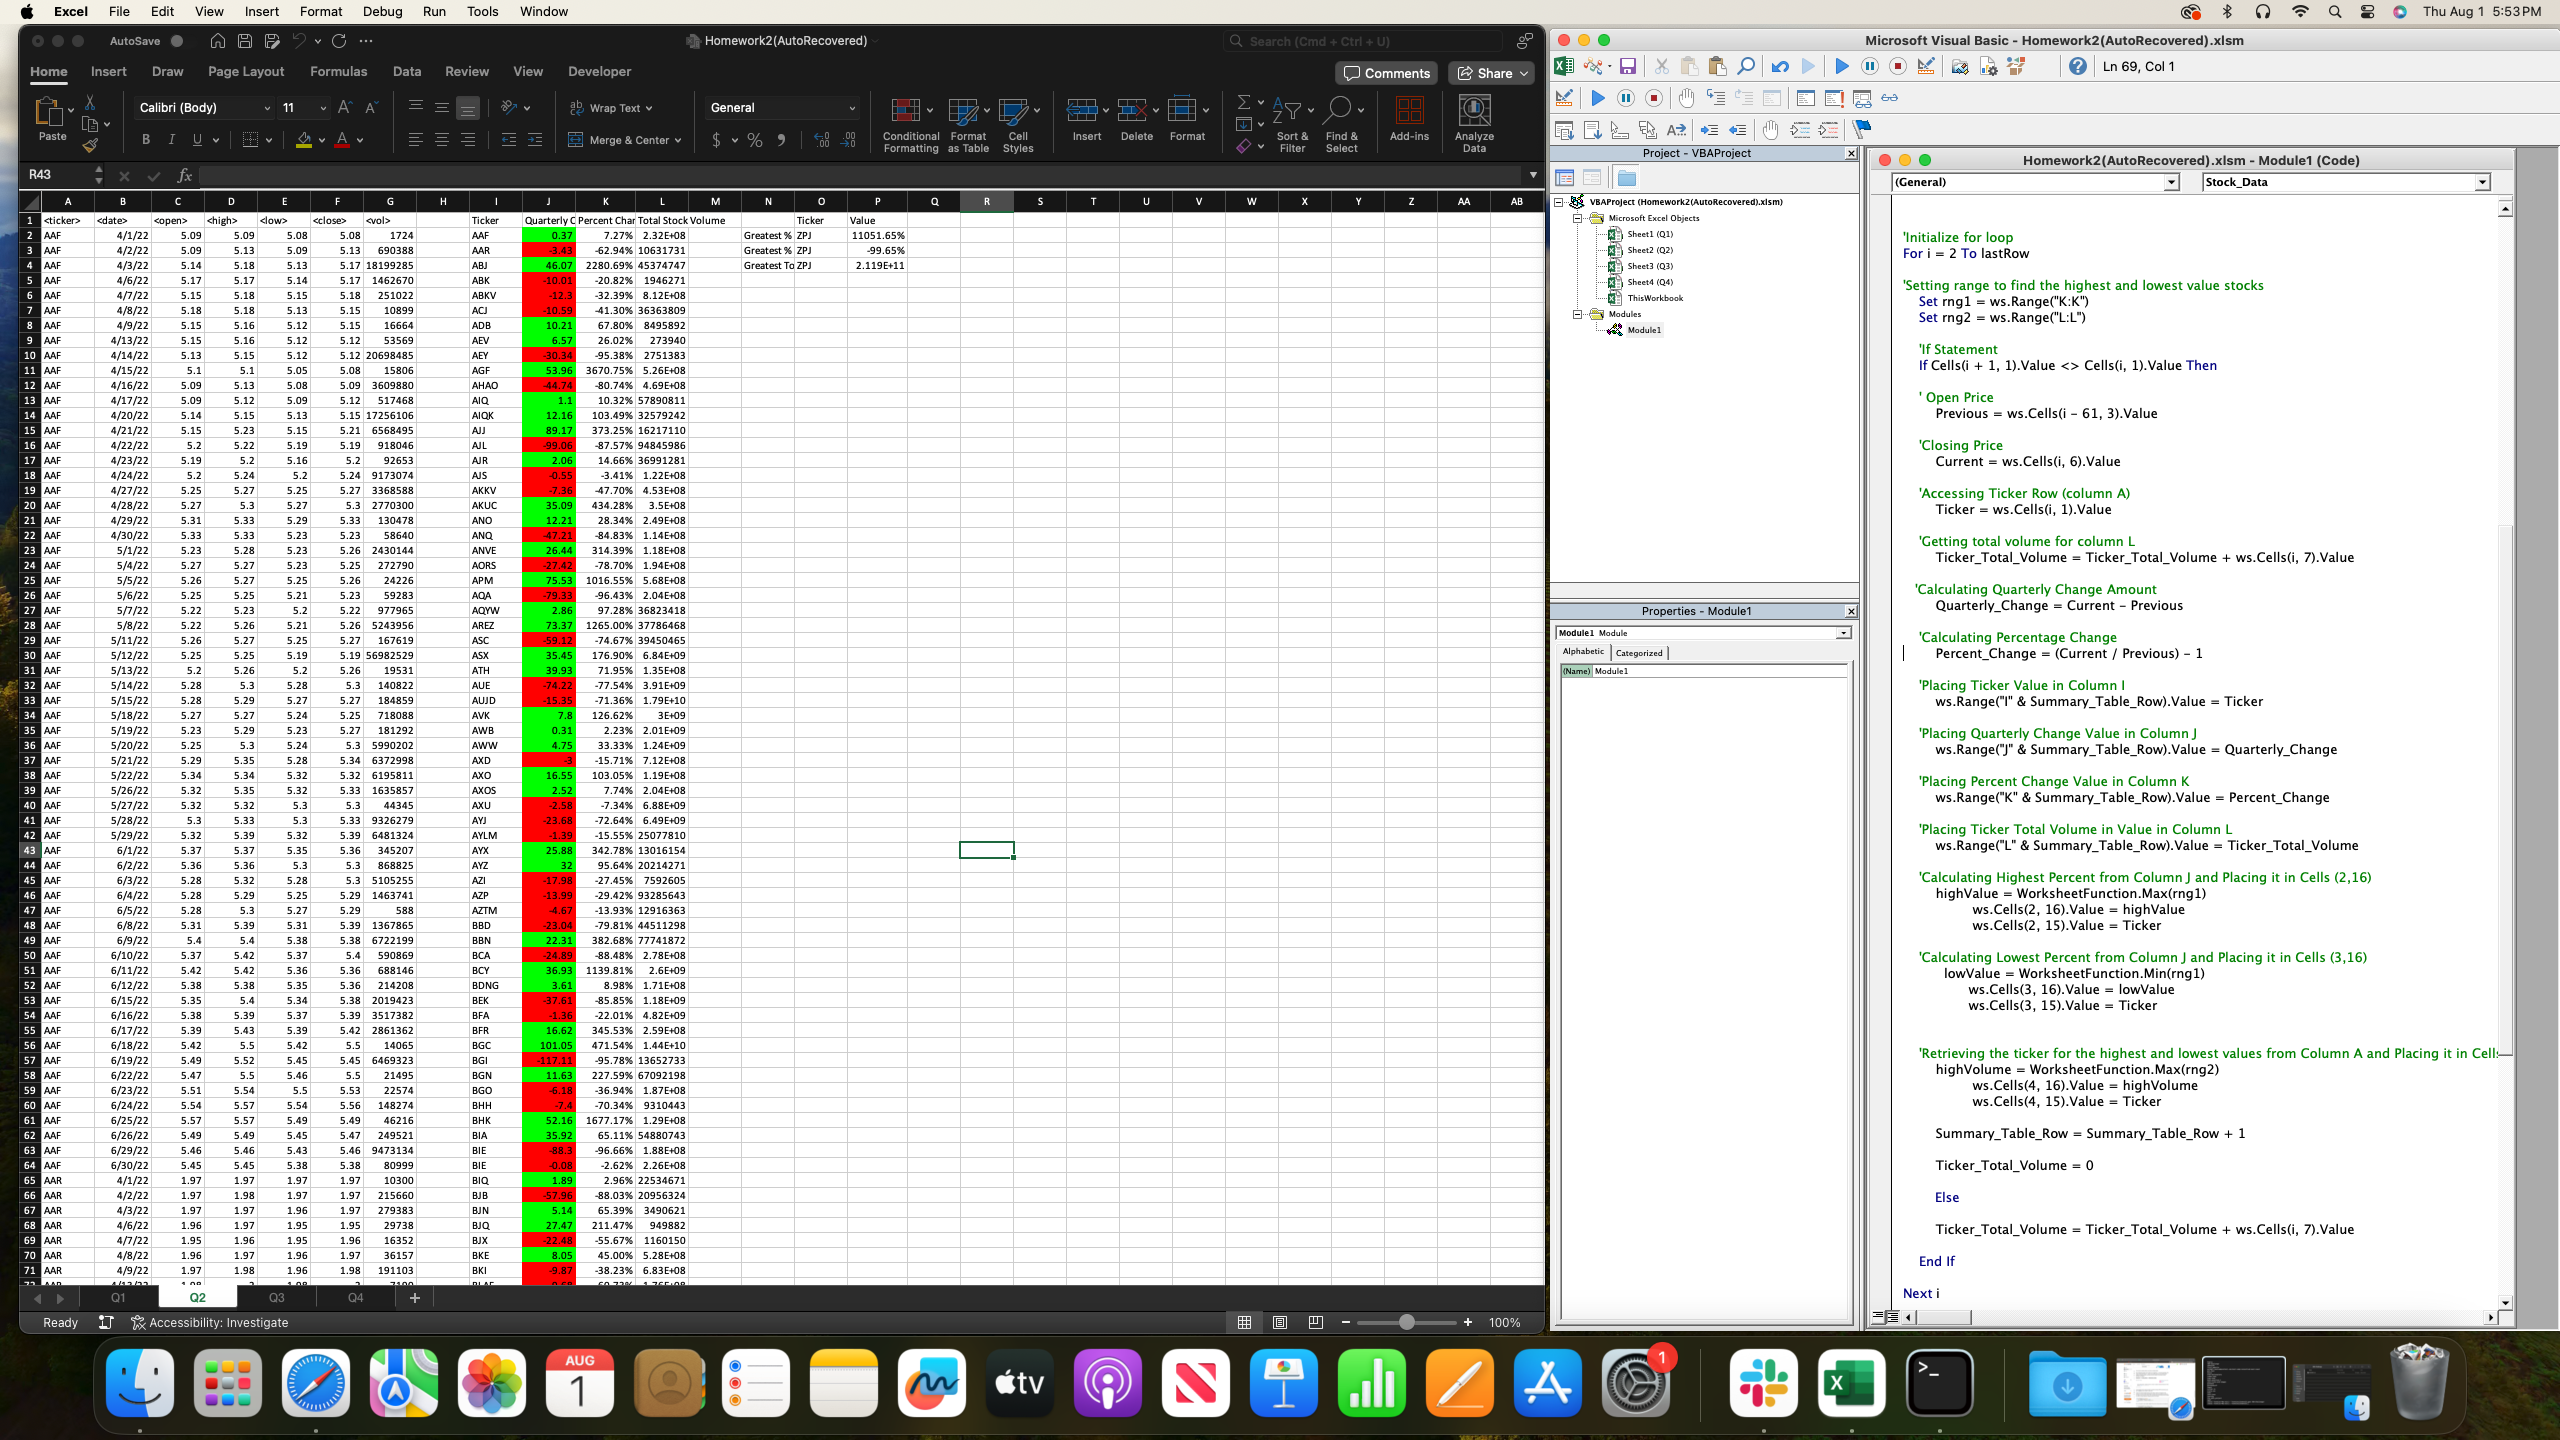 Excel File Edit View Insert Format Debug Run Tools Window Thu Aug 1 5:53 PM
AutoSave Homework2(AutoRecovered) Search (Cmd + Ctrl + U)
Home Insert Draw Page Layout Formulas Data Review View Developer Comments Share
Paste Calibri (Body) 11 Wrap Text General Merge & Center Conditional Formatting Format as Table Cell Styles Insert Delete Format Sort & Filter Find & Select Add-ins Analyze Data
R43 fx
A B C D E F G H I J K L M N O P Q R S T U V W X Y Z AA AB
1 <ticker> <date> <open> <high> <low> <close> <vol> Ticker Quarterly C Percent Char Total Stock Volume Ticker Value
2 AAF 4/1/22 5.09 5.09 5.08 5.08 1724 AAF 0.37 7.27% 2.32E+08 Greatest % ZPJ 11051.65%
3 AAF 4/2/22 5.09 5.13 5.09 5.13 690388 AAR -3.43 -62.94% 10631731 Greatest % ZPJ -99.65%
4 AAF 4/3/22 5.14 5.18 5.13 5.17 18199285 ABJ 46.07 2280.69% 45374747 Greatest To ZPJ 2.119E+11
5 AAF 4/6/22 5.17 5.17 5.14 5.17 1462670 ABK -10.01 -20.82% 1946271
6 AAF 4/7/22 5.15 5.18 5.15 5.18 251022 ABKV -12.3 -32.39% 8.12E+08
7 AAF 4/8/22 5.18 5.18 5.13 5.15 10899 ACJ -10.59 -41.30% 36363809
8 AAF 4/9/22 5.15 5.16 5.12 5.15 16664 ADB 10.21 67.80% 8495892
9 AAF 4/13/22 5.15 5.16 5.12 5.12 53569 AEV 6.57 26.02% 273940
10 AAF 4/14/22 5.13 5.15 5.12 5.12 20698485 AEY -30.34 -95.38% 2751383
11 AAF 4/15/22 5.1 5.1 5.05 5.08 15806 AGF 53.96 3670.75% 5.26E+08
12 AAF 4/16/22 5.09 5.13 5.08 5.09 3609880 AHAO -44.74 -80.74% 4.69E+08
13 AAF 4/17/22 5.09 5.12 5.09 5.12 517468 AIQ 1.1 10.32% 57890811
14 AAF 4/20/22 5.14 5.15 5.13 5.15 17256106 AIQK 12.16 103.49% 32579242
15 AAF 4/21/22 5.15 5.23 5.15 5.21 6568495 AJJ 89.17 373.25% 16217110
16 AAF 4/22/22 5.2 5.22 5.19 5.19 918046 AJL -99.06 -87.57% 94845986
17 AAF 4/23/22 5.19 5.2 5.16 5.2 92653 AJR 2.06 14.66% 36991281
18 AAF 4/24/22 5.2 5.24 5.2 5.24 9173074 AJS -0.55 -3.41% 1.22E+08
19 AAF 4/27/22 5.25 5.27 5.25 5.27 3368588 AKKV -7.36 -47.70% 4.53E+08
20 AAF 4/28/22 5.27 5.3 5.27 5.3 2770300 AKUC 35.09 434.28% 3.5E+08
21 AAF 4/29/22 5.31 5.33 5.29 5.33 130478 ANO 12.21 28.34% 2.49E+08
22 AAF 4/30/22 5.33 5.33 5.23 5.23 58640 ANQ -47.21 -84.83% 1.14E+08
23 AAF 5/1/22 5.23 5.28 5.23 5.26 2430144 ANVE 26.44 314.39% 1.18E+08
24 AAF 5/4/22 5.27 5.27 5.23 5.25 272790 AORS -27.42 -78.70% 1.94E+08
25 AAF 5/5/22 5.26 5.27 5.25 5.26 24226 APM 75.53 1016.55% 5.68E+08
26 AAF 5/6/22 5.25 5.25 5.21 5.23 59283 AQA -79.33 -96.43% 2.04E+08
27 AAF 5/7/22 5.22 5.23 5.2 5.22 977965 AQYW 2.86 97.28% 36823418
28 AAF 5/8/22 5.22 5.26 5.21 5.26 5243956 AREZ 73.37 1265.00% 37786468
29 AAF 5/11/22 5.26 5.27 5.25 5.27 167619 ASC -59.12 -74.67% 39450465
30 AAF 5/12/22 5.25 5.25 5.19 5.19 56982529 ASX 35.45 176.90% 6.84E+09
31 AAF 5/13/22 5.2 5.26 5.2 5.26 19531 ATH 39.93 71.95% 1.35E+08
32 AAF 5/14/22 5.28 5.3 5.28 5.3 140822 AUE -74.22 -77.54% 3.91E+09
33 AAF 5/15/22 5.28 5.29 5.27 5.27 184859 AUJD -15.35 -71.36% 1.79E+10
34 AAF 5/18/22 5.27 5.27 5.24 5.25 718088 AVK 7.8 126.62% 3E+09
35 AAF 5/19/22 5.23 5.29 5.23 5.27 181292 AWB 0.31 2.23% 2.01E+09
36 AAF 5/20/22 5.25 5.3 5.24 5.3 5990202 AWW 4.75 33.33% 1.24E+09
37 AAF 5/21/22 5.29 5.35 5.28 5.34 6372998 AXD -3 -15.71% 7.12E+08
38 AAF 5/22/22 5.34 5.34 5.32 5.32 6195811 AXO 16.55 103.05% 1.19E+08
39 AAF 5/26/22 5.32 5.35 5.32 5.33 1635857 AXOS 2.52 7.74% 2.04E+08
40 AAF 5/27/22 5.32 5.32 5.3 5.3 44345 AXU -2.58 -7.34% 6.88E+09
41 AAF 5/28/22 5.3 5.33 5.3 5.33 9326279 AYJ -23.68 -72.64% 6.49E+09
42 AAF 5/29/22 5.32 5.39 5.32 5.39 6481324 AYLM -1.39 -15.55% 25077810
43 AAF 6/1/22 5.37 5.37 5.35 5.36 345207 AYX 25.88 342.78% 13016154
44 AAF 6/2/22 5.36 5.36 5.3 5.3 868825 AYZ 32 95.64% 20214271
45 AAF 6/3/22 5.28 5.32 5.28 5.3 5105255 AZI -17.98 -27.45% 7592605
46 AAF 6/4/22 5.28 5.29 5.25 5.29 1463741 AZP -13.99 -29.42% 93285643
47 AAF 6/5/22 5.28 5.3 5.27 5.29 588 AZTM -4.67 -13.93% 12916363
48 AAF 6/8/22 5.31 5.39 5.31 5.39 1367865 BBD -23.04 -79.81% 44511298
49 AAF 6/9/22 5.4 5.4 5.38 5.38 6722199 BBN 22.31 382.68% 77741872
50 AAF 6/10/22 5.37 5.42 5.37 5.4 590869 BCA -24.89 -88.48% 2.78E+08
51 AAF 6/11/22 5.42 5.42 5.36 5.36 688146 BCY 36.93 1139.81% 2.6E+09
52 AAF 6/12/22 5.38 5.38 5.35 5.36 214208 BDNG 3.61 8.98% 1.71E+08
53 AAF 6/15/22 5.35 5.4 5.34 5.38 2019423 BEK -37.61 -85.85% 1.18E+09
54 AAF 6/16/22 5.38 5.39 5.37 5.39 3517382 BFA -1.36 -22.01% 4.82E+09
55 AAF 6/17/22 5.39 5.43 5.39 5.42 2861362 BFR 16.62 345.53% 2.59E+08
56 AAF 6/18/22 5.42 5.5 5.42 5.5 14065 BGC 101.05 471.54% 1.44E+10
57 AAF 6/19/22 5.49 5.52 5.45 5.45 6469323 BGI -117.11 -95.78% 13652733
58 AAF 6/22/22 5.47 5.5 5.46 5.5 21495 BGN 11.63 227.59% 67092198
59 AAF 6/23/22 5.51 5.54 5.5 5.53 22574 BGO -6.18 -36.94% 1.87E+08
60 AAF 6/24/22 5.54 5.57 5.54 5.56 148274 BHH -7.4 -70.34% 9310443
61 AAF 6/25/22 5.57 5.57 5.49 5.49 46216 BHK 52.16 1677.17% 1.29E+08
62 AAF 6/26/22 5.49 5.49 5.45 5.47 249521 BIA 35.92 65.11% 54880743
63 AAF 6/29/22 5.46 5.46 5.43 5.46 9473134 BIE -88.3 -96.66% 1.88E+08
64 AAF 6/30/22 5.45 5.45 5.38 5.38 80999 BIE -0.08 -2.62% 2.26E+08
65 AAR 4/1/22 1.97 1.97 1.97 1.97 10300 BIQ 1.89 2.96% 22534671
66 AAR 4/2/22 1.97 1.98 1.97 1.97 215660 BJB -57.96 -88.03% 20956324
67 AAR 4/3/22 1.97 1.97 1.96 1.97 279383 BJN 5.14 65.39% 3490621
68 AAR 4/6/22 1.96 1.97 1.95 1.95 29738 BJQ 27.47 211.47% 949882
69 AAR 4/7/22 1.95 1.96 1.95 1.96 16352 BJX -22.48 -55.67% 1160150
70 AAR 4/8/22 1.96 1.97 1.96 1.97 36157 BKE 8.05 45.00% 5.28E+08
71 AAR 4/9/22 1.97 1.98 1.96 1.98 191103 BKI -9.87 -38.23% 6.83E+08
Q1 Q2 Q3 Q4 +
Ready Accessibility: Investigate 100%
Microsoft Visual Basic - Homework2(AutoRecovered).xlsm
Ln 69, Col 1
Project - VBAProject
VBAProject (Homework2(AutoRecovered).xlsm)
Microsoft Excel Objects
Sheet1 (Q1)
Sheet2 (Q2)
Sheet3 (Q3)
Sheet4 (Q4)
ThisWorkbook
Modules
Module1
Properties - Module1
Module1 Module
Alphabetic Categorized
(Name) Module1
Homework2(AutoRecovered).xlsm - Module1 (Code)
(General) Stock_Data
'Initialize for loop
For i = 2 To lastRow
'Setting range to find the highest and lowest value stocks
Set rng1 = ws.Range("K:K")
Set rng2 = ws.Range("L:L")
'If Statement
If Cells(i + 1, 1).Value <> Cells(i, 1).Value Then
' Open Price
Previous = ws.Cells(i - 61, 3).Value
'Closing Price
Current = ws.Cells(i, 6).Value
'Accessing Ticker Row (column A)
Ticker = ws.Cells(i, 1).Value
'Getting total volume for column L
Ticker_Total_Volume = Ticker_Total_Volume + ws.Cells(i, 7).Value
'Calculating Quarterly Change Amount
Quarterly_Change = Current - Previous
'Calculating Percentage Change
Percent_Change = (Current / Previous) - 1
'Placing Ticker Value in Column I
ws.Range("I" & Summary_Table_Row).Value = Ticker
'Placing Quarterly Change Value in Column J
ws.Range("J" & Summary_Table_Row).Value = Quarterly_Change
'Placing Percent Change Value in Column K
ws.Range("K" & Summary_Table_Row).Value = Percent_Change
'Placing Ticker Total Volume in Value in Column L
ws.Range("L" & Summary_Table_Row).Value = Ticker_Total_Volume
'Calculating Highest Percent from Column J and Placing it in Cells (2,16)
highValue = WorksheetFunction.Max(rng1)
ws.Cells(2, 16).Value = highValue
ws.Cells(2, 15).Value = Ticker
'Calculating Lowest Percent from Column J and Placing it in Cells (3,16)
lowValue = WorksheetFunction.Min(rng1)
ws.Cells(3, 16).Value = lowValue
ws.Cells(3, 15).Value = Ticker
'Retrieving the ticker for the highest and lowest values from Column A and Placing it in Cells
highVolume = WorksheetFunction.Max(rng2)
ws.Cells(4, 16).Value = highVolume
ws.Cells(4, 15).Value = Ticker
Summary_Table_Row = Summary_Table_Row + 1
Ticker_Total_Volume = 0
Else
Ticker_Total_Volume = Ticker_Total_Volume + ws.Cells(i, 7).Value
End If
Next i
AUG
1
tv
1